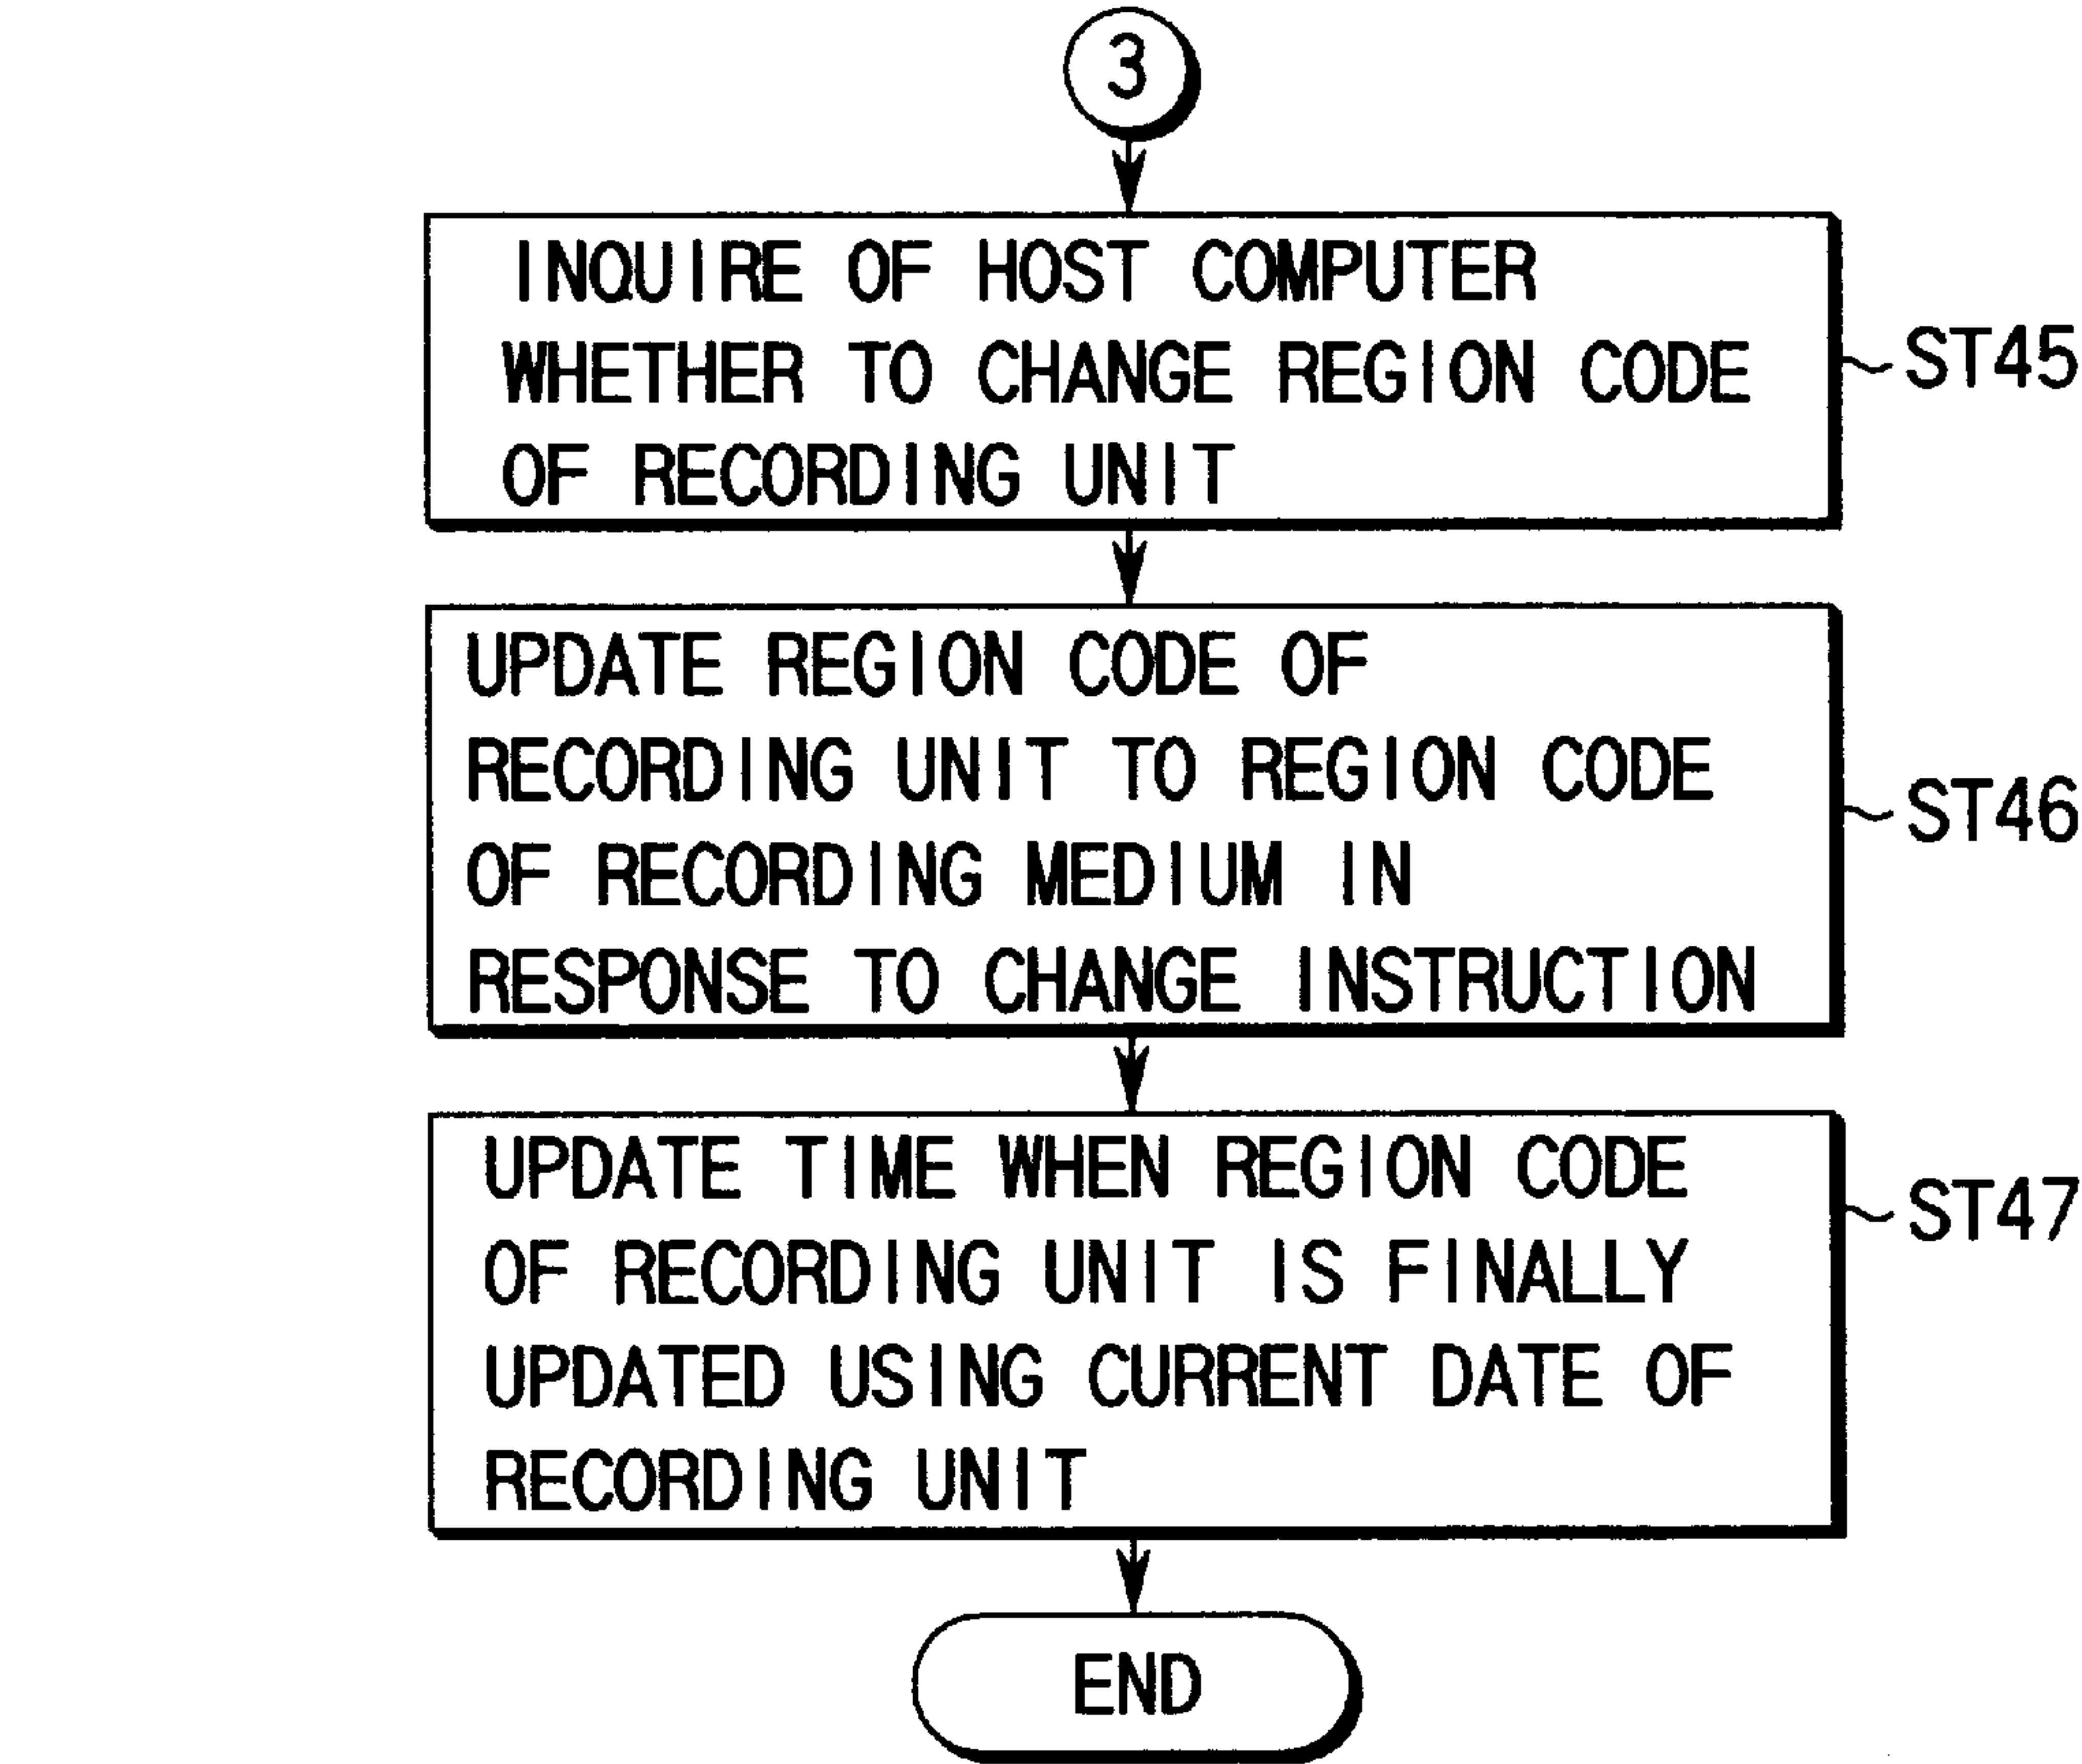 3
INQUIRE OF HOST COMPUTER
WHETHER TO CHANGE REGION CODE
OF RECORDING UNIT
ST45
UPDATE REGION CODE OF
RECORDING UNIT TO REGION CODE
OF RECORDING MEDIUM IN
RESPONSE TO CHANGE INSTRUCTION
ST46
UPDATE TIME WHEN REGION CODE
OF RECORDING UNIT IS FINALLY
UPDATED USING CURRENT DATE OF
RECORDING UNIT
ST47
END